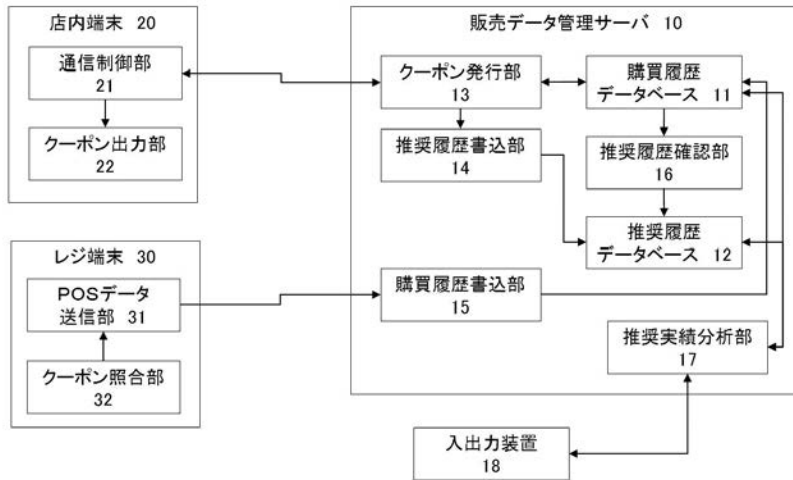 店内端末 20
通信制御部
21
クーポン出力部
22
レジ端末 30
POSデータ
送信部 31
クーポン照合部
32
販売データ管理サーバ 10
クーポン発行部
13
購買履歴
データベース 11
推奨履歴書込部
14
推奨履歴確認部
16
推奨履歴
データベース 12
購買履歴書込部
15
推奨実績分析部
17
入出力装置
18